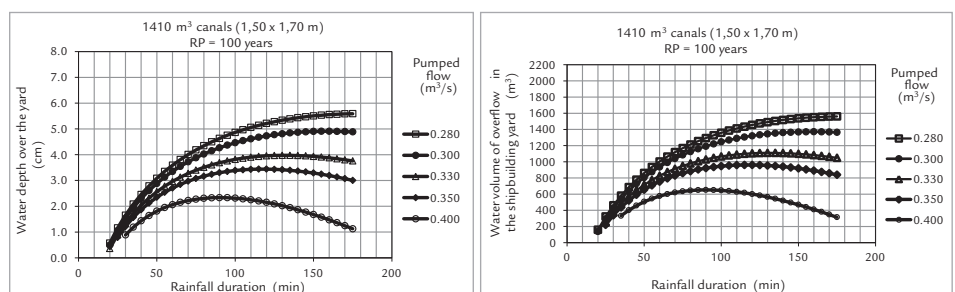 1410 m³ canals (1,50 x 1,70 m)
RP = 100 years
Water depth over the yard
(cm)
8.0
7.0
6.0
5.0
4.0
3.0
2.0
1.0
0.0
0
50
100
150
200
Rainfall duration (min)
Pumped
flow
(m³/s)
0.280
0.300
0.330
0.350
0.400
1410 m³ canals (1,50 x 1,70 m)
RP = 100 years
Water volume of overflow in
the shipbuilding yard (m³)
2200
2000
1800
1600
1400
1200
1000
800
600
400
200
0
0
50
100
150
200
Rainfall duration (min)
Pumped
flow
(m³/s)
0.280
0.300
0.330
0.350
0.400